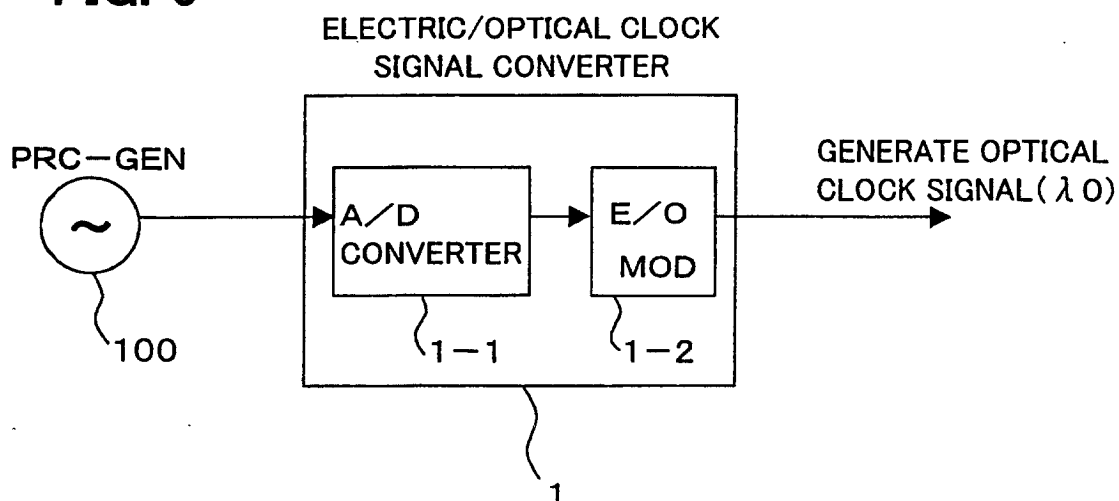 ELECTRIC/OPTICAL CLOCK
SIGNAL CONVERTER
PRC-GEN
GENERATE OPTICAL
CLOCK SIGNAL(λ0)
A/D
CONVERTER
E/O
MOD
100
1-1
1-2
1